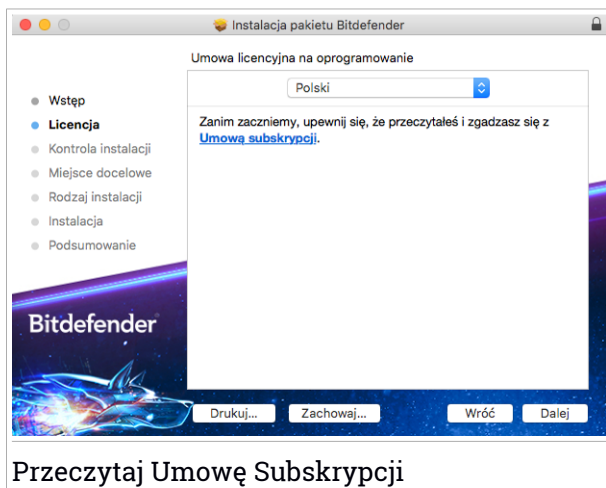 Instalacja pakietu Bitdefender
Umowa licencyjna na oprogramowanie
Polski
Wstęp
Licencja
Kontrola instalacji
Miejsce docelowe
Rodzaj instalacji
Instalacja
Podsumowanie
Zanim zaczniemy, upewnij się, że przeczytałeś i zgadzasz się z
Umową subskrypcji.
Bitdefender
Drukuj...
Zachowaj...
Wróć
Dalej
Przeczytaj Umowę Subskrypcji